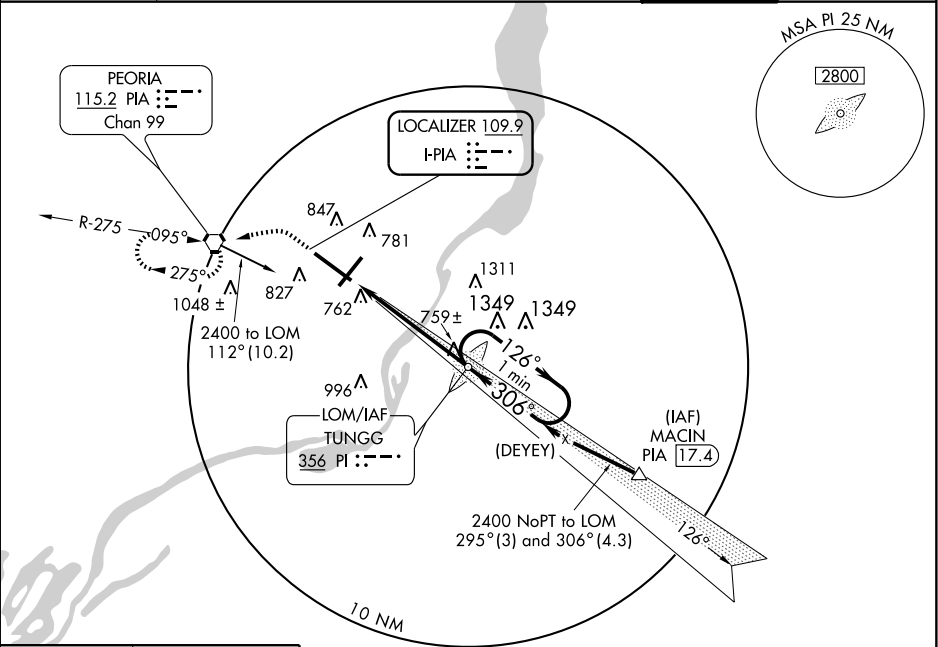 MSA PI 25 NM
2800
PEORIA
115.2 PIA
Chan 99
LOCALIZER 109.9
I-PIA
R-275
095°
275°
847
781
1048 ±
827
762
1311
1349
1349
759±
2400 to LOM
112° (10.2)
126°
1 min
306°
996
LOM/IAF
TUNGG
356 PI
(DEYEY)
x
(IAF)
MACIN
PIA 17.4
2400 NoPT to LOM
295° (3) and 306° (4.3)
126°
10 NM